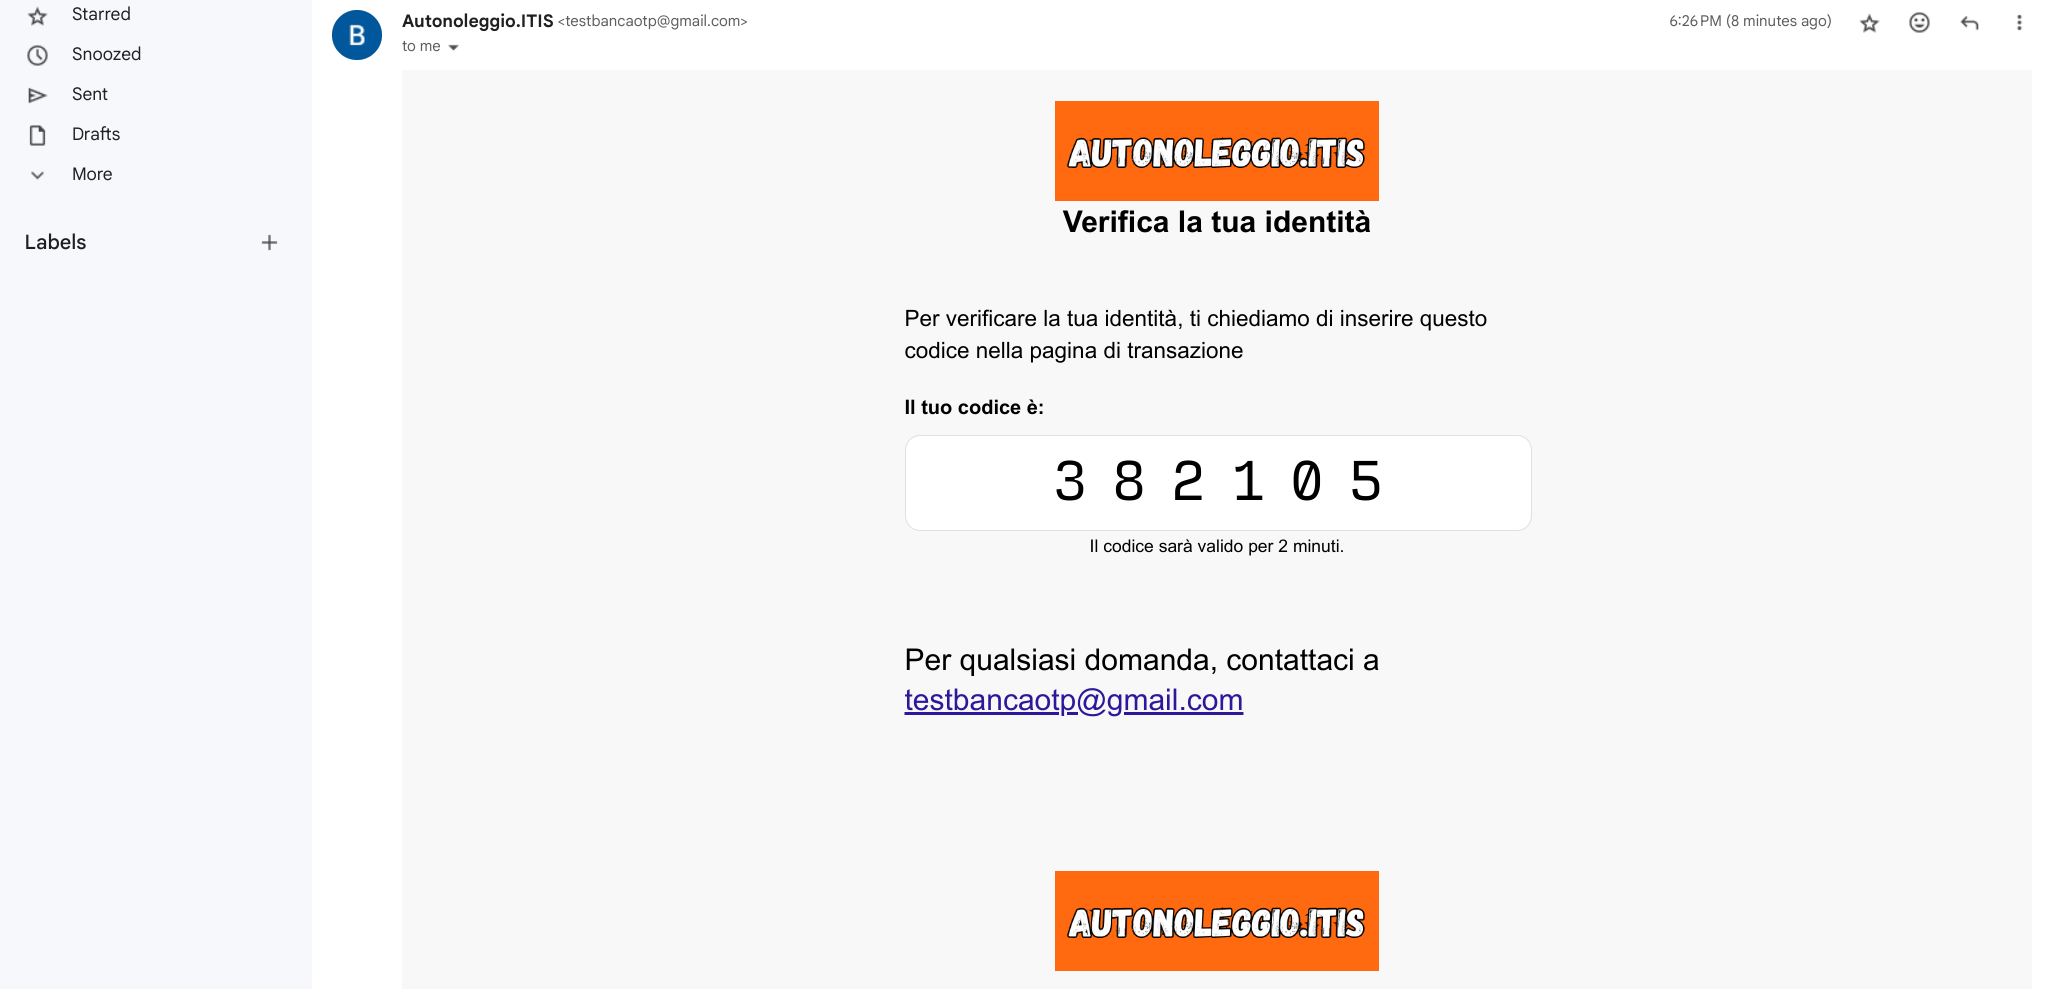 Starred
Snoozed
Sent
Drafts
More
Labels
B
Autonoleggio.ITIS <testbancaotp@gmail.com>
to me
6:26 PM (8 minutes ago)
AUTONOLEGGIO.ITIS
Verifica la tua identità
Per verificare la tua identità, ti chiediamo di inserire questo
codice nella pagina di transazione
Il tuo codice è:
3 8 2 1 0 5
Il codice sarà valido per 2 minuti.
Per qualsiasi domanda, contattaci a
testbancaotp@gmail.com
AUTONOLEGGIO.ITIS